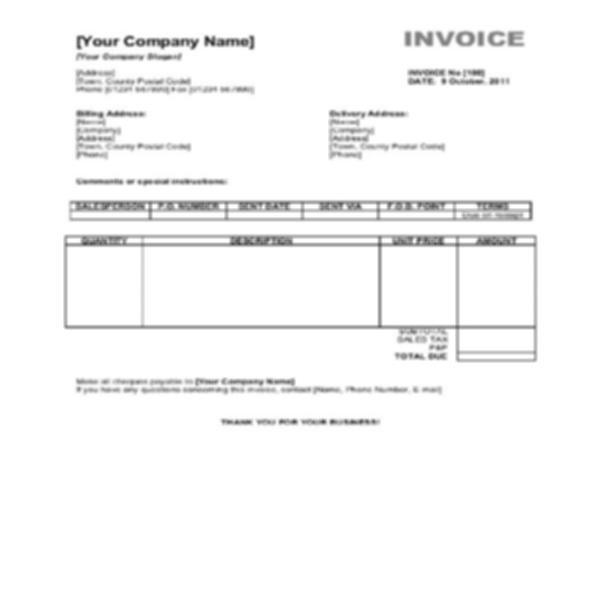 [Your Company Name]
INVOICE
[Your Company Slogan]
[Address]
[Town, County Postal Code]
Phone [01234 567890] Fax [01234 567890]
INVOICE No [100]
DATE: 9 October, 2011
Billing Address:
[Name]
[Company]
[Address]
[Town, County Postal Code]
[Phone]
Delivery Address:
[Name]
[Company]
[Address]
[Town, County Postal Code]
[Phone]
Comments or special instructions:
SALESPERSON P.O. NUMBER SENT DATE SENT VIA F.O.B. POINT TERMS
Due on receipt
QUANTITY DESCRIPTION UNIT PRICE AMOUNT
SUBTOTAL
SALES TAX
P&P
TOTAL DUE
Make all cheques payable to [Your Company Name]
If you have any questions concerning this invoice, contact [Name, Phone Number, E-mail]
THANK YOU FOR YOUR BUSINESS!